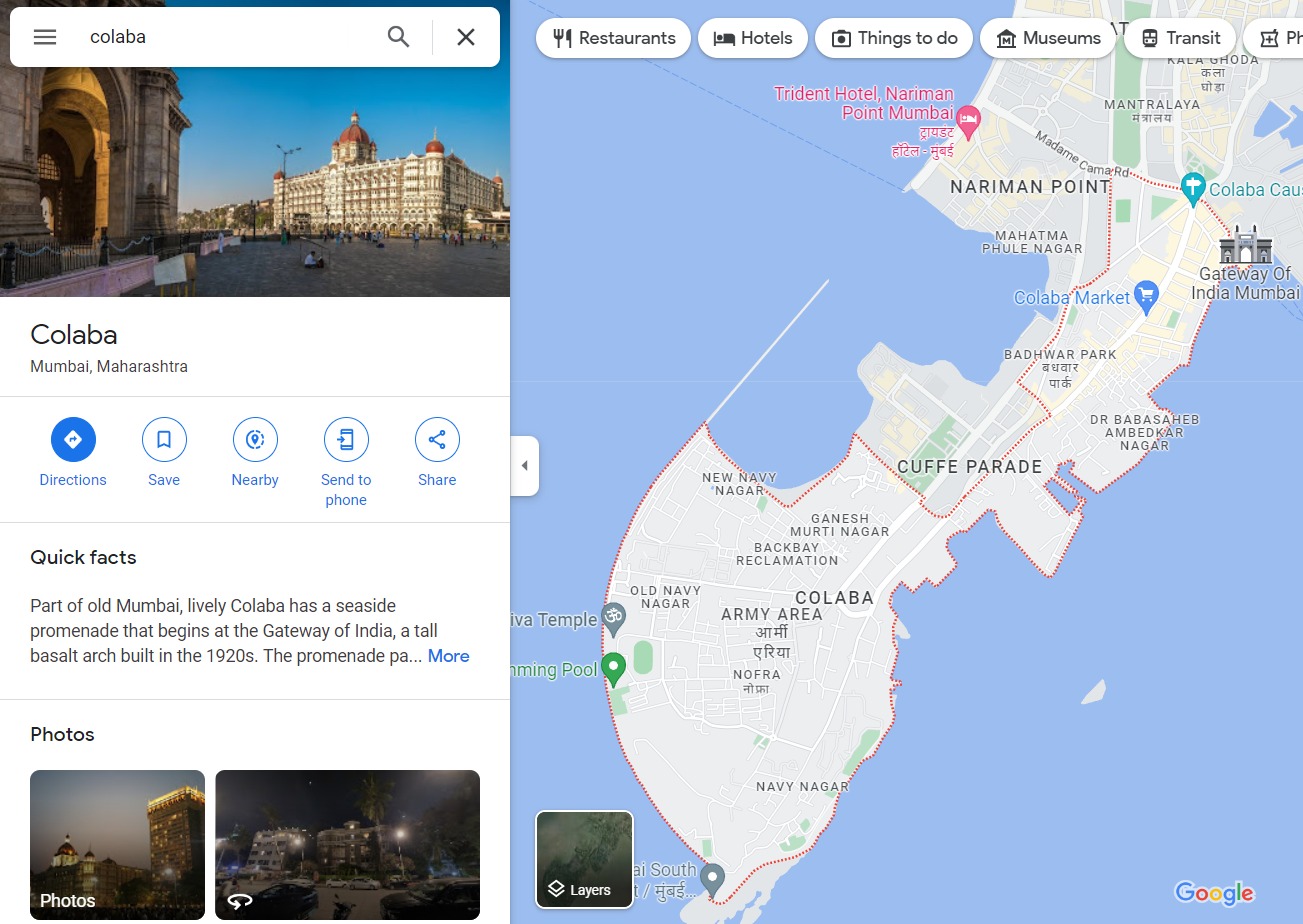 colaba
Colaba
Mumbai, Maharashtra
Directions
Save
Nearby
Send to
phone
Share
Quick facts
Part of old Mumbai, lively Colaba has a seaside
promenade that begins at the Gateway of India, a tall
basalt arch built in the 1920s. The promenade pa... More
Photos
Photos
Restaurants
Hotels
Things to do
Museums
Transit
Ph
KALA GHODA
कला
घोड़ा
Trident Hotel, Nariman
Point Mumbai
ट्रायडंट
हॉटेल - मुंबई
MANTRALAYA
मंत्रालय
Madame Cama Rd
NARIMAN POINT
Colaba Caus
MAHATMA
PHULE NAGAR
Gateway Of
India Mumbai
Colaba Market
BADHWAR PARK
बधवार
पार्क
DR BABASAHEB
AMBEDKAR
NAGAR
CUFFE PARADE
NEW NAVY
NAGAR
GANESH
MURTI NAGAR
BACKBAY
RECLAMATION
OLD NAVY
NAGAR
COLABA
ARMY AREA
आर्मी
एरिया
iva Temple
mming Pool
NOFRA
नोफ्रा
NAVY NAGAR
ai South
t / मुंबई...
Layers
Google